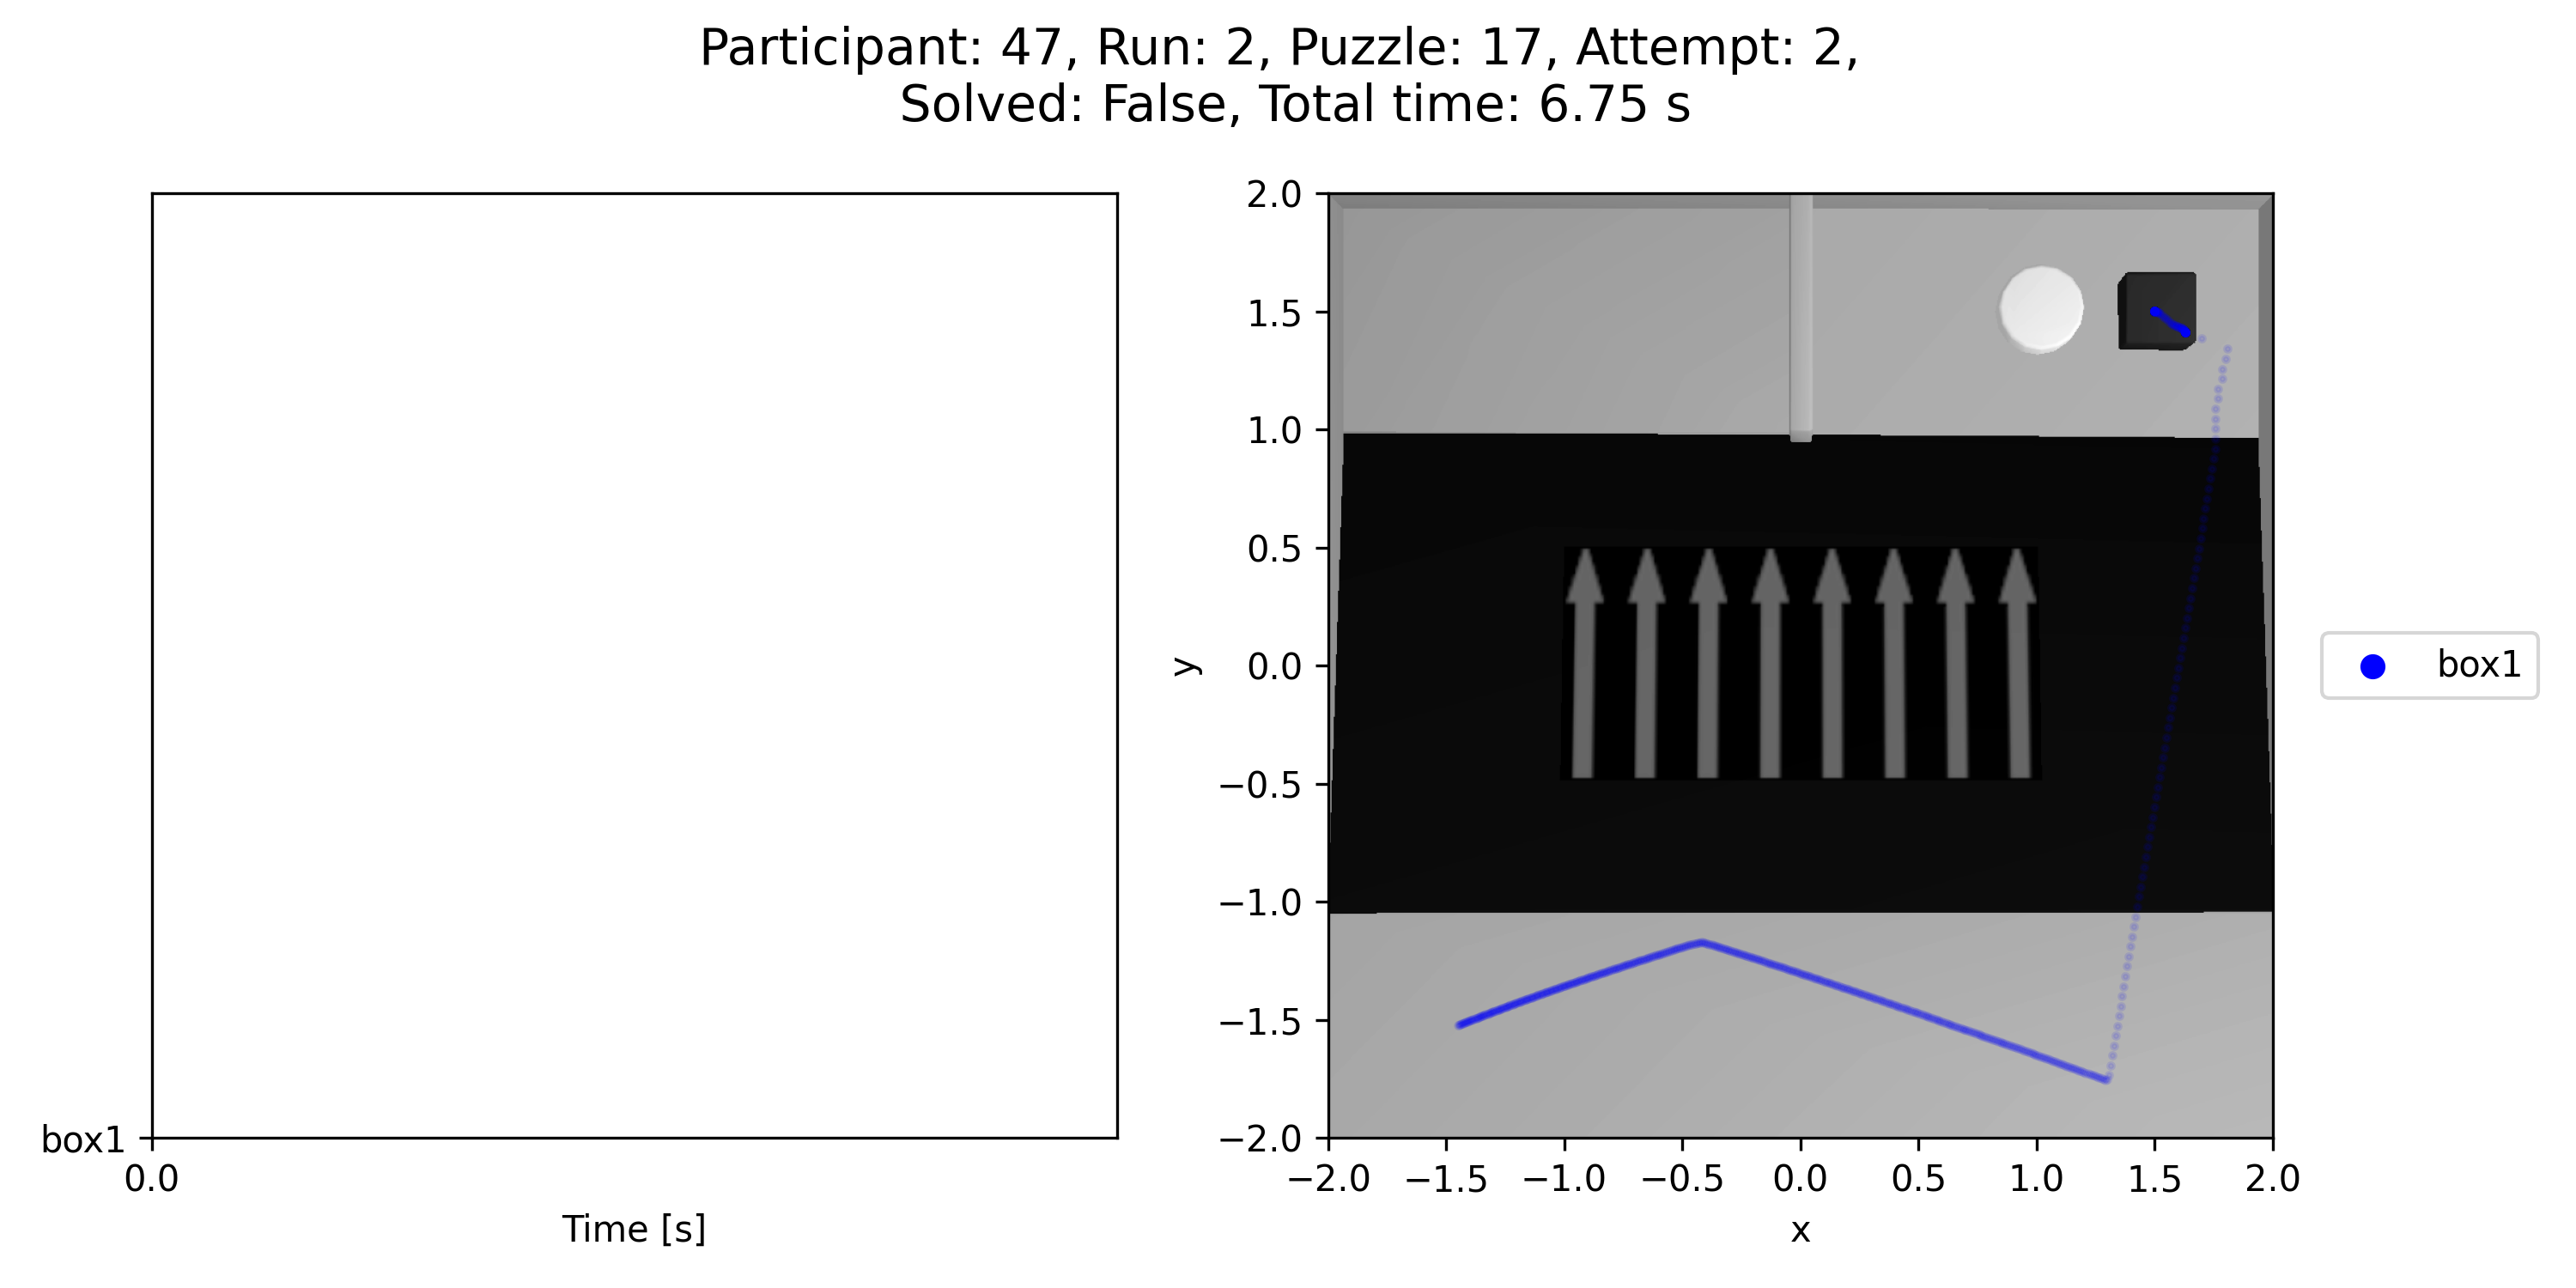 Participant: 47, Run: 2, Puzzle: 17, Attempt: 2,
Solved: False, Total time: 6.75 s
box1
0.0
Time [s]
2.0
1.5
1.0
0.5
0.0
−0.5
−1.0
−1.5
−2.0
y
−2.0 −1.5 −1.0 −0.5 0.0 0.5 1.0 1.5 2.0
x
box1